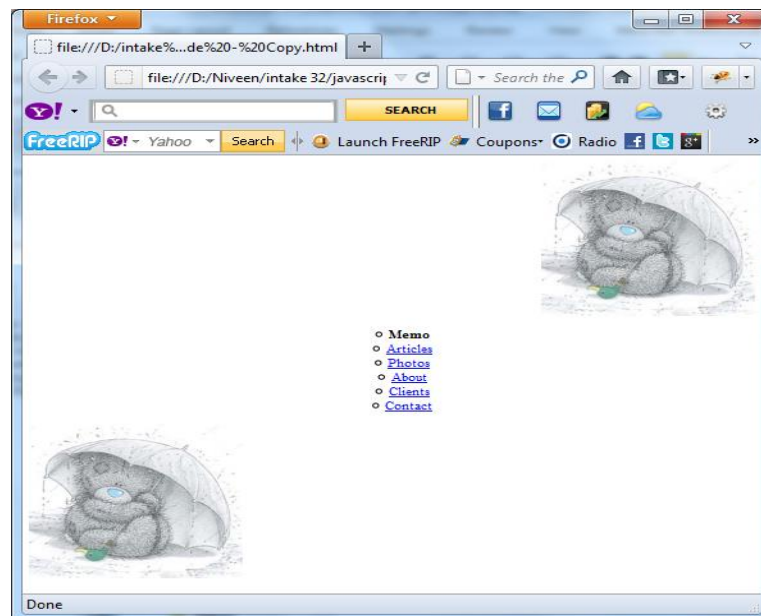 Firefox
file:///D:/intake%...de%20-%20Copy.html
file:///D:/Niveen/intake 32/javascrip
Search the
SEARCH
FreeRIP Y! Yahoo Search Launch FreeRIP Coupons Radio
Memo
Articles
Photos
About
Clients
Contact
Done